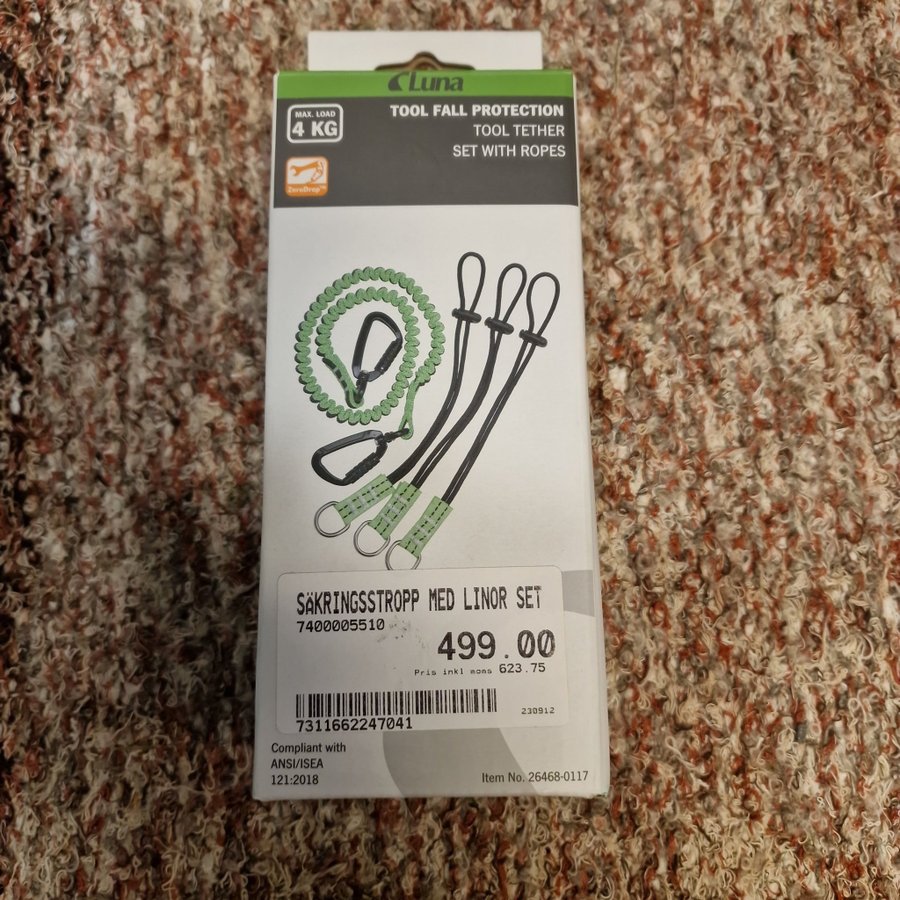 Luna
MAX. LOAD
4 KG
TOOL FALL PROTECTION
TOOL TETHER
SET WITH ROPES
ZeroDrop™
SÄKRINGSSTROPP MED LINOR SET
7400005510
499.00
Pris inkl moms 623.75
230912
7311662247041
Compliant with
ANSI/ISEA
121:2018
Item No. 26468-0117